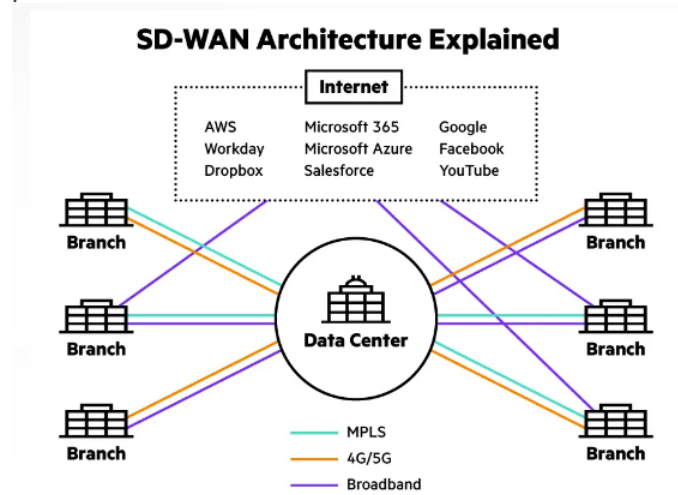 SD-WAN Architecture Explained
Internet
AWS Microsoft 365 Google
Workday Microsoft Azure Facebook
Dropbox Salesforce YouTube
Branch Branch
Branch Data Center Branch
Branch Branch
MPLS
4G/5G
Broadband